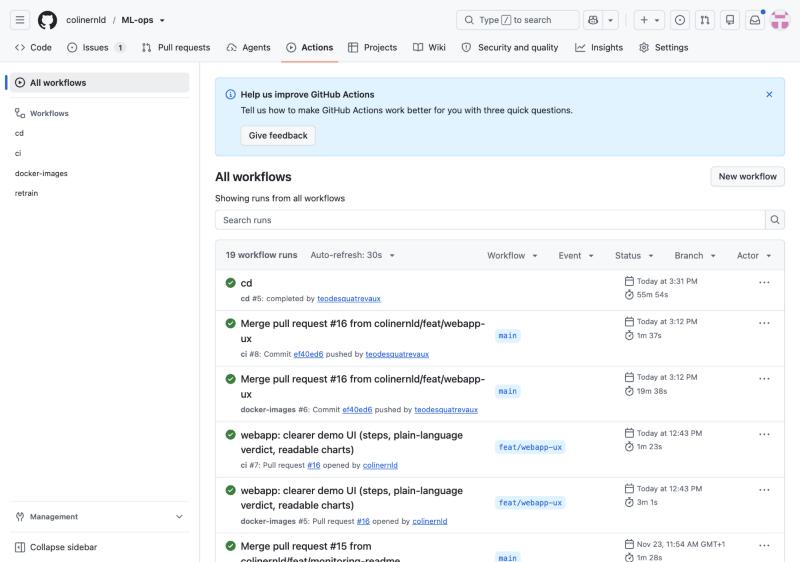 colinernld / ML-ops
Type / to search
Code
Issues 1
Pull requests
Agents
Actions
Projects
Wiki
Security and quality
Insights
Settings
All workflows
Workflows
cd
ci
docker-images
retrain
Management
Collapse sidebar
Help us improve GitHub Actions
Tell us how to make GitHub Actions work better for you with three quick questions.
Give feedback
All workflows
New workflow
Showing runs from all workflows
Search runs
19 workflow runs Auto-refresh: 30s Workflow Event Status Branch Actor
cd
cd #5: completed by teodesquatrevaux
Today at 3:31 PM
55m 54s
Merge pull request #16 from colinernld/feat/webapp-
ux
ci #8: Commit ef40ed6 pushed by teodesquatrevaux
main
Today at 3:12 PM
1m 37s
Merge pull request #16 from colinernld/feat/webapp-
ux
docker-images #6: Commit ef40ed6 pushed by teodesquatrevaux
main
Today at 3:12 PM
19m 38s
webapp: clearer demo UI (steps, plain-language
verdict, readable charts)
ci #7: Pull request #16 opened by colinernld
feat/webapp-ux
Today at 12:43 PM
1m 23s
webapp: clearer demo UI (steps, plain-language
verdict, readable charts)
docker-images #5: Pull request #16 opened by colinernld
feat/webapp-ux
Today at 12:43 PM
3m 1s
Merge pull request #15 from
colinernld/feat/monitoring-readme
main
Nov 23, 11:54 AM GMT+1
1m 28s